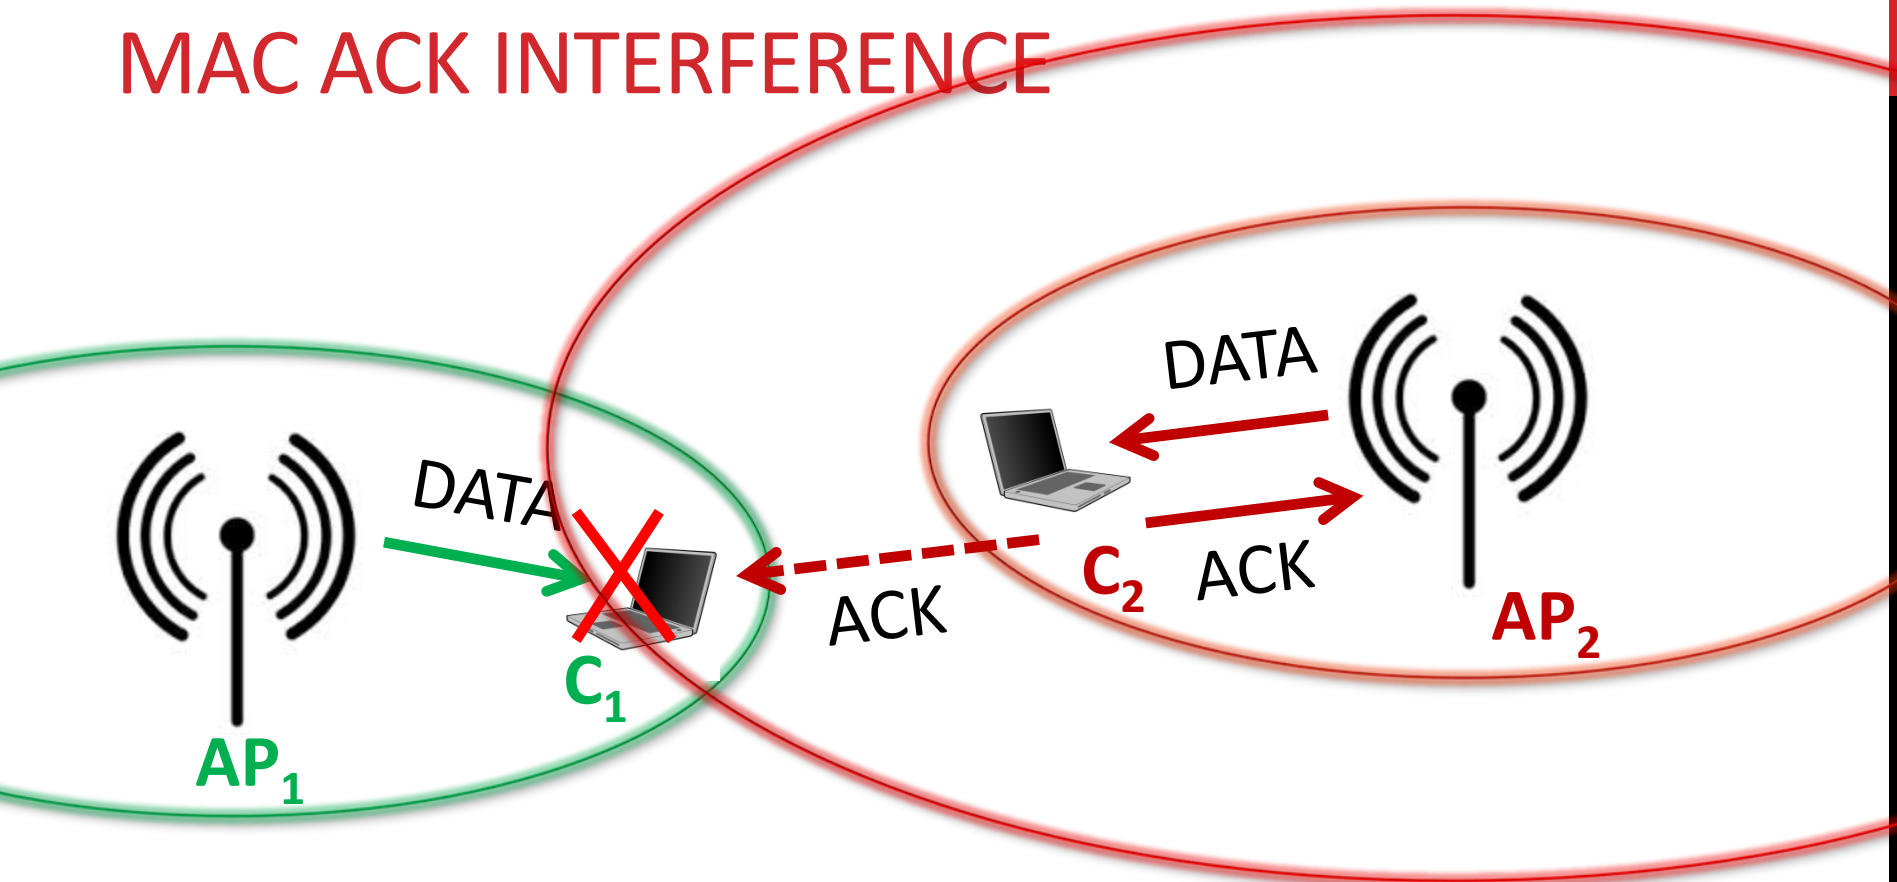 MAC ACK INTERFERENCE
DATA
DATA
ACK
ACK
C2
AP2
C1
AP1